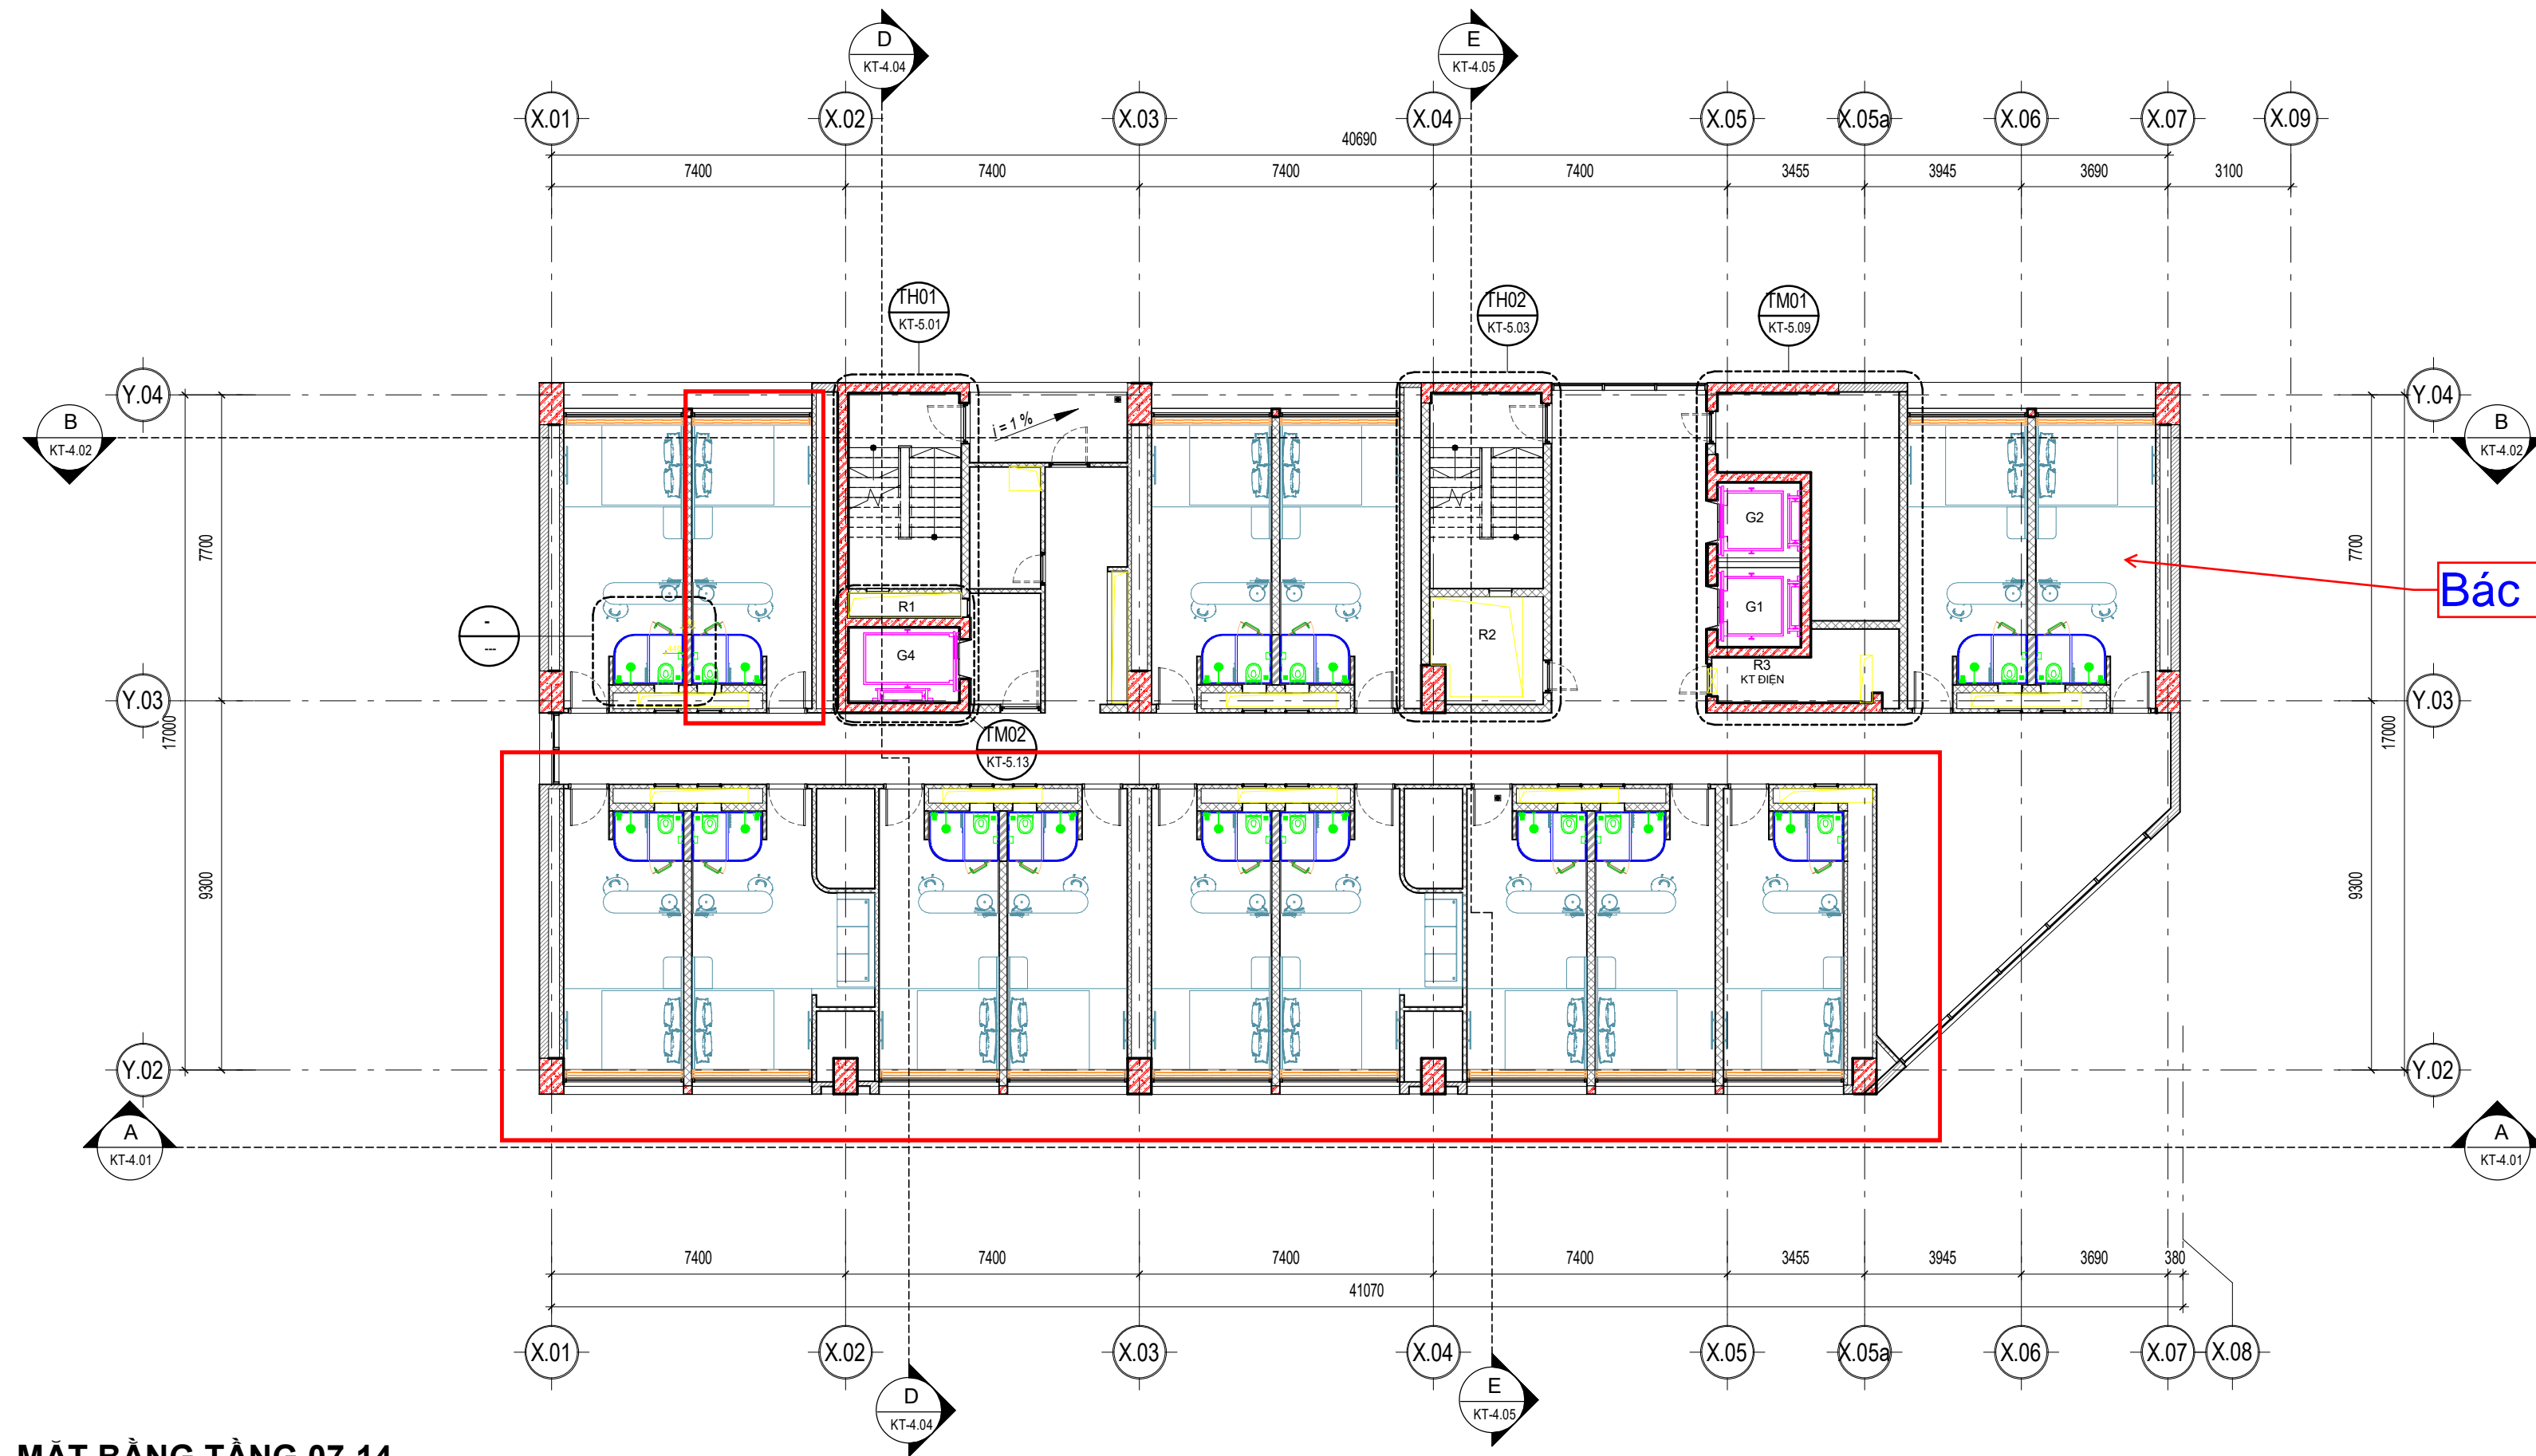 D
KT-4.04
E
KT-4.05
X.01
X.02
X.03
X.04
X.05
X.05a
X.06
X.07
X.09
40690
7400
7400
7400
7400
3455
3945
3690
3100
TH01
KT-5.01
TH02
KT-5.03
TM01
KT-5.09
Y.04
Y.04
B
KT-4.02
B
KT-4.02
i = 1 %
7700
7700
G2
Bác
G1
R1
R2
-
---
G4
R3
KT ĐIỆN
Y.03
Y.03
17000
17000
TM02
KT-5.13
9300
9300
Y.02
Y.02
A
KT-4.01
A
KT-4.01
7400
7400
7400
7400
3455
3945
3690
380
41070
X.01
X.02
X.03
X.04
X.05
X.05a
X.06
X.07
X.08
D
KT-4.04
E
KT-4.05
MẶT BẰNG TẦNG 07-14